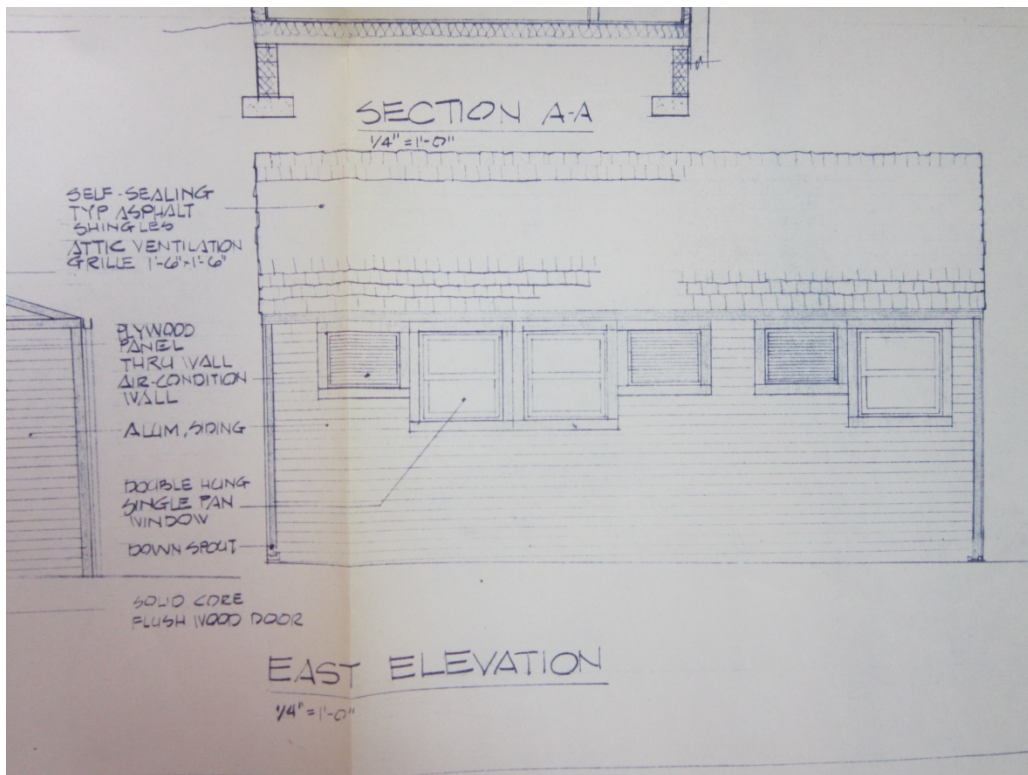 SECTION A-A
1/4" = 1'-0"
SELF-SEALING
TYP ASPHALT
SHINGLES
ATTIC VENTILATION
GRILLE 1'-6"x1'-6"
PLYWOOD
PANEL
THRU WALL
AIR-CONDITION
WALL
ALUM, SIDING
DOUBLE HUNG
SINGLE PAN
WINDOW
DOWN SPOUT
SOLID CORE
FLUSH WOOD DOOR
EAST ELEVATION
1/4" = 1'-0"